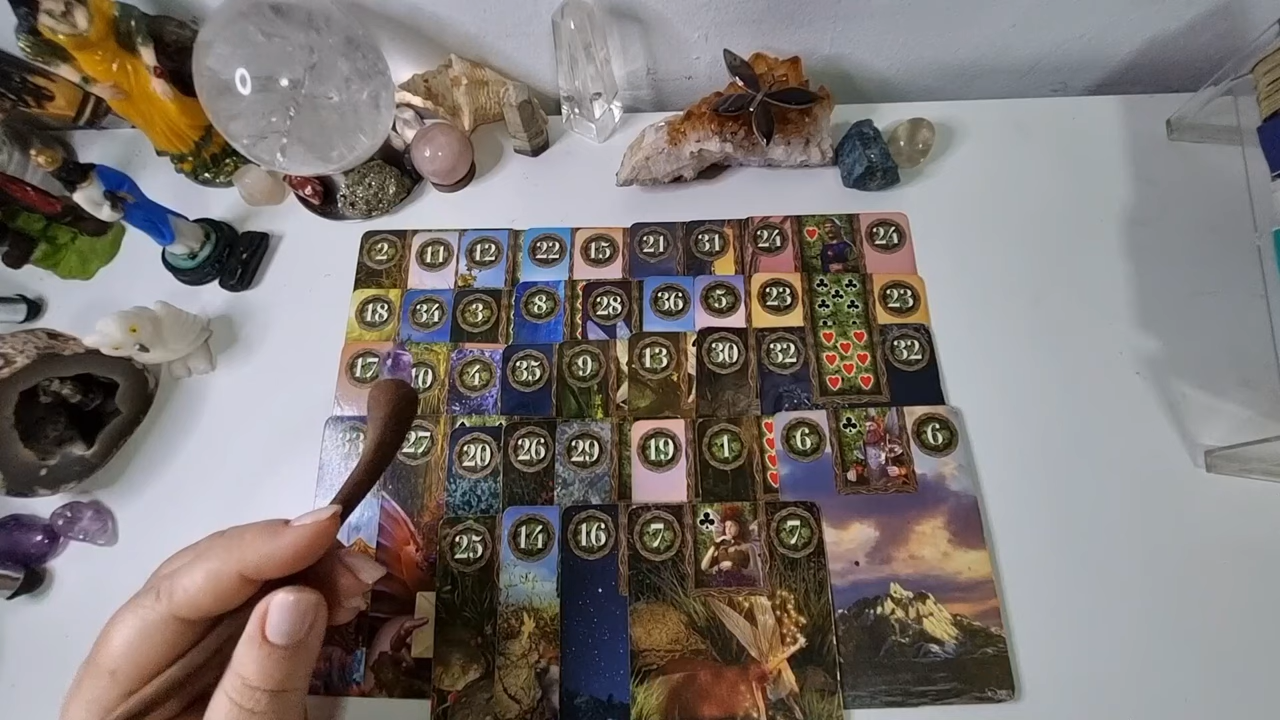 2 11 12 22 15 21 31 24 24
18 34 3 8 28 36 5 23 23
17 10 4 35 9 13 30 32 32
33 27 20 26 29 19 1 6 6
25 14 16 7 7